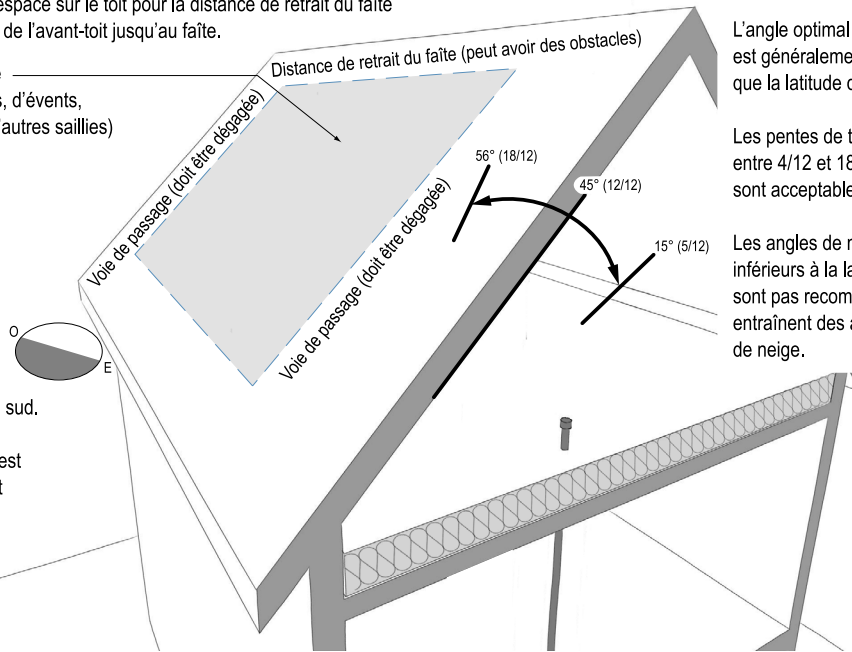 espace sur le toit pour la distance de retrait du faîte
de l'avant-toit jusqu'au faîte.
d'évents,
autres saillies)
Distance de retrait du faîte (peut avoir des obstacles)
Voie de passage (doit être dégagée)
Voie de passage (doit être dégagée)
56° (18/12)
45° (12/12)
15° (5/12)
O
E
sud.
est
L'angle optimal
est généralement
que la latitude
Les pentes de
entre 4/12 et 18
sont acceptable
Les angles de
inférieurs à la
sont pas
entraînent des
de neige.